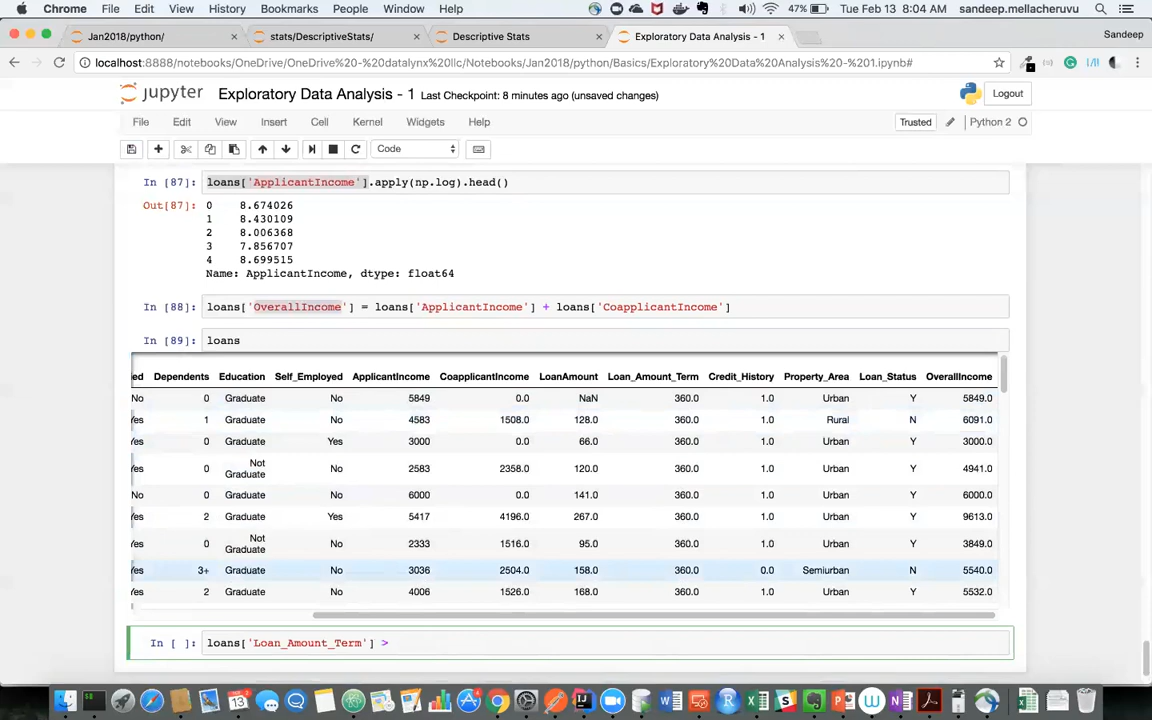 Chrome File Edit View History Bookmarks People Window Help 47% Tue Feb 13 8:04 AM sandeep.mellacheruvu
Jan2018/python/ stats/DescriptiveStats/ Descriptive Stats Exploratory Data Analysis - 1 Sandeep
localhost:8888/notebooks/OneDrive/OneDrive%20-%20datalynx%20llc/Notebooks/Jan2018/python/Basics/Exploratory%20Data%20Analysis%20-%201.ipynb#
jupyter Exploratory Data Analysis - 1 Last Checkpoint: 8 minutes ago (unsaved changes) Logout
File Edit View Insert Cell Kernel Widgets Help Trusted Python 2
Code
In [87]: loans['ApplicantIncome'].apply(np.log).head()
Out[87]: 0 8.674026
1 8.430109
2 8.006368
3 7.856707
4 8.699515
Name: ApplicantIncome, dtype: float64
In [88]: loans['OverallIncome'] = loans['ApplicantIncome'] + loans['CoapplicantIncome']
In [89]: loans
ed Dependents Education Self_Employed ApplicantIncome CoapplicantIncome LoanAmount Loan_Amount_Term Credit_History Property_Area Loan_Status OverallIncome
No 0 Graduate No 5849 0.0 NaN 360.0 1.0 Urban Y 5849.0
Yes 1 Graduate No 4583 1508.0 128.0 360.0 1.0 Rural N 6091.0
Yes 0 Graduate Yes 3000 0.0 66.0 360.0 1.0 Urban Y 3000.0
Yes 0 Not Graduate No 2583 2358.0 120.0 360.0 1.0 Urban Y 4941.0
No 0 Graduate No 6000 0.0 141.0 360.0 1.0 Urban Y 6000.0
Yes 2 Graduate Yes 5417 4196.0 267.0 360.0 1.0 Urban Y 9613.0
Yes 0 Not Graduate No 2333 1516.0 95.0 360.0 1.0 Urban Y 3849.0
Yes 3+ Graduate No 3036 2504.0 158.0 360.0 0.0 Semiurban N 5540.0
Yes 2 Graduate No 4006 1526.0 168.0 360.0 1.0 Urban Y 5532.0
In [ ]: loans['Loan_Amount_Term'] >